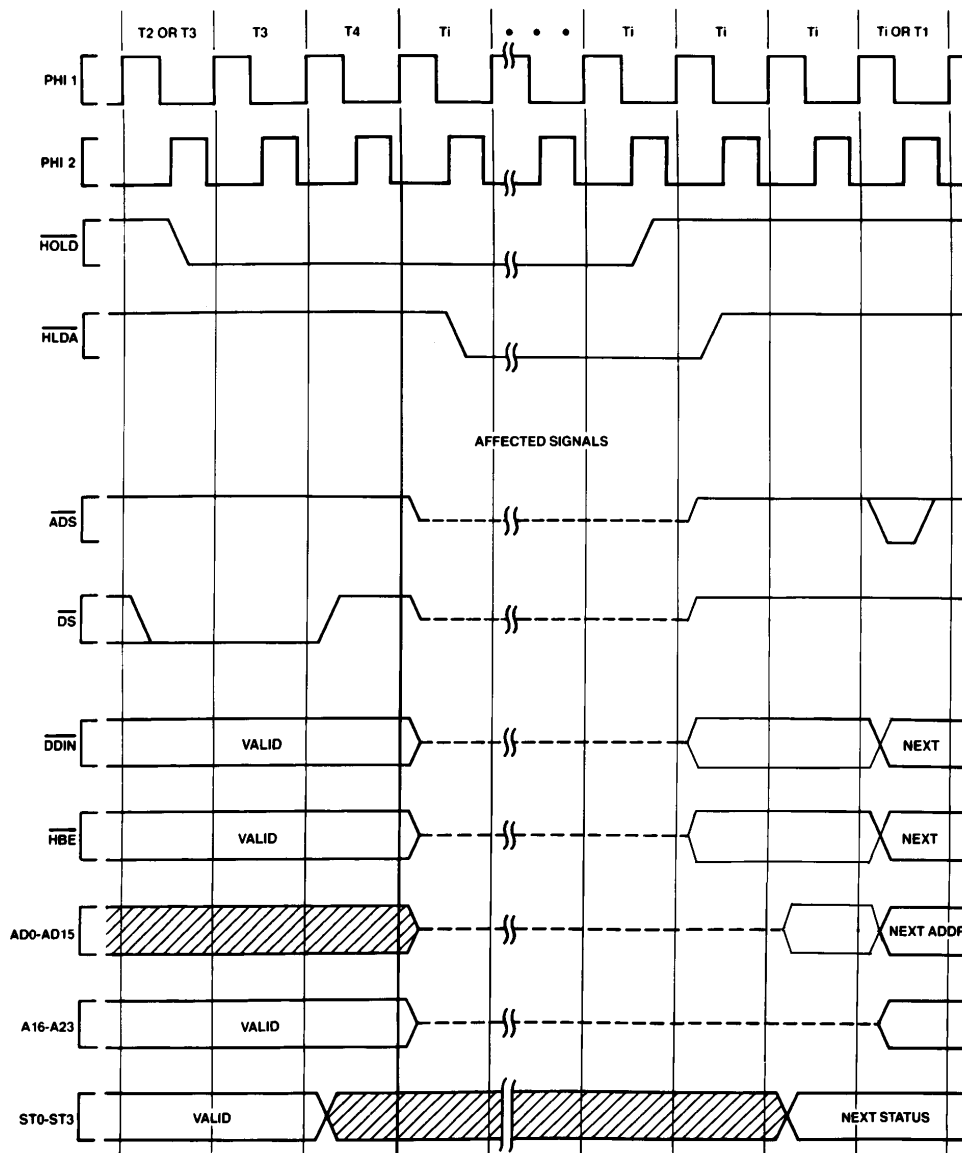 T2 OR T3 T3 T4 Ti • • • Ti Ti Ti Ti OR T1
PHI 1
PHI 2
HOLD
HLDA
AFFECTED SIGNALS
ADS
DS
DDIN VALID NEXT
HBE VALID NEXT
AD0-AD15 NEXT ADDR
A16-A23 VALID
ST0-ST3 VALID NEXT STATUS